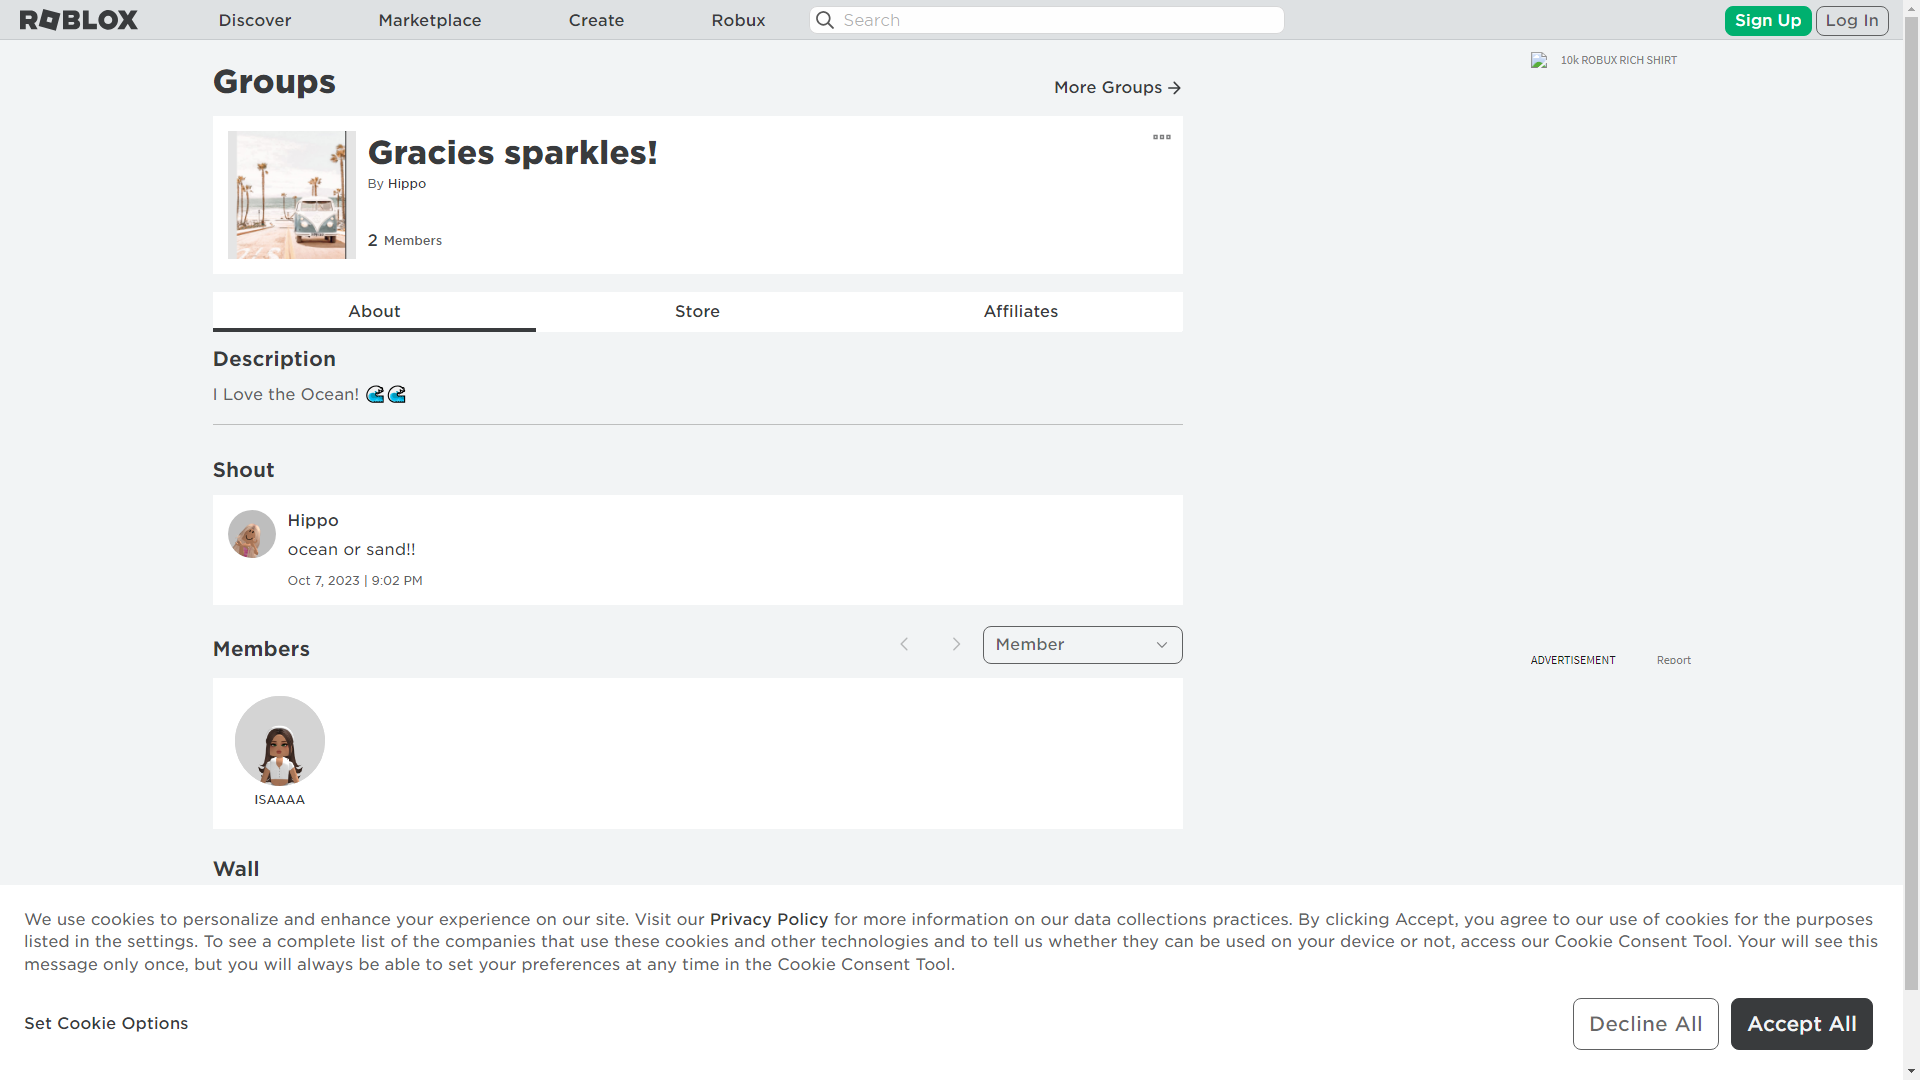 ROBLOX
Discover
Marketplace
Create
Robux
Search
Sign Up
Log In
10k ROBUX RICH SHIRT
Groups
More Groups
Gracies sparkles!
By Hippo
2 Members
About
Store
Affiliates
Description
I Love the Ocean! 🌊🌊
Shout
Hippo
ocean or sand!!
Oct 7, 2023 | 9:02 PM
Members
Member
ADVERTISEMENT
Report
ISAAAA
Wall
We use cookies to personalize and enhance your experience on our site. Visit our Privacy Policy for more information on our data collections practices. By clicking Accept, you agree to our use of cookies for the purposes
listed in the settings. To see a complete list of the companies that use these cookies and other technologies and to tell us whether they can be used on your device or not, access our Cookie Consent Tool. Your will see this
message only once, but you will always be able to set your preferences at any time in the Cookie Consent Tool.
Set Cookie Options
Decline All
Accept All